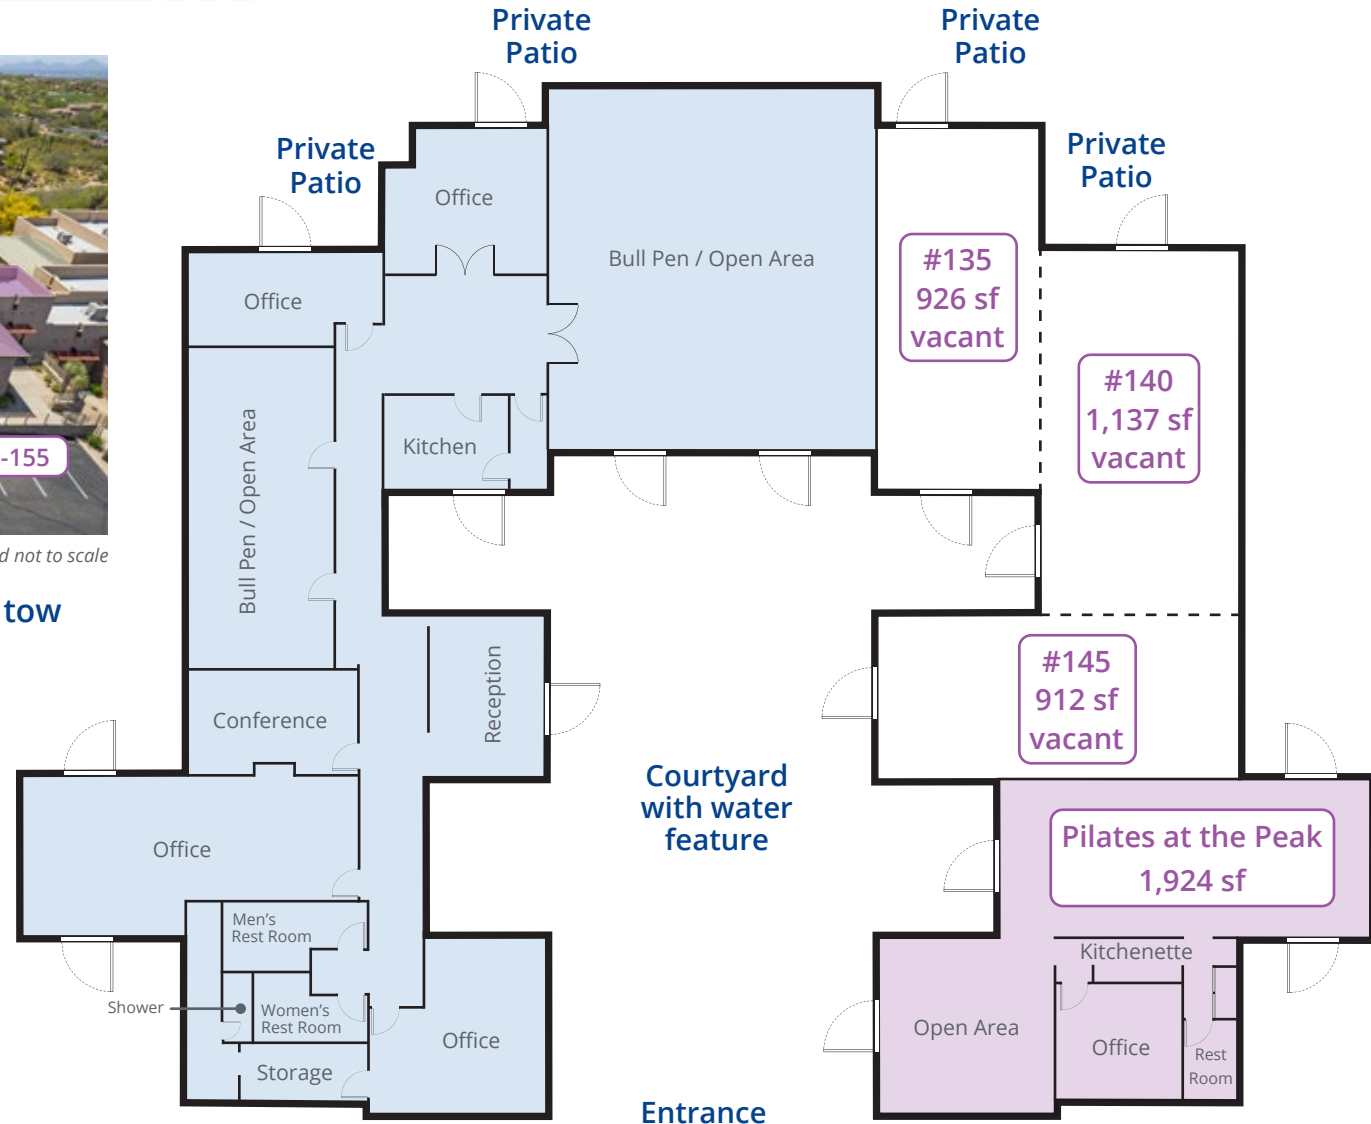 Private
Patio
Private
Patio
Private
Patio
Private
Patio
Office
Bull Pen / Open Area
#135
926 sf
vacant
Office
#140
1,137 sf
vacant
Bull Pen / Open Area
Kitchen
-155
d not to scale
tow
Reception
#145
912 sf
vacant
Conference
Courtyard
with water
feature
Office
Pilates at the Peak
1,924 sf
Men's
Rest Room
Kitchenette
Shower
Women's
Rest Room
Office
Open Area
Office
Rest
Room
Storage
Entrance